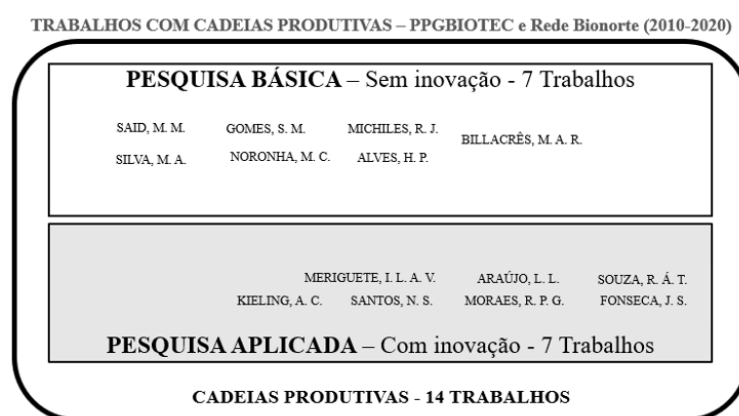 TRABALHOS COM CADEIAS PRODUTIVAS – PPGBIOTEC e Rede Bionorte (2010-2020)
PESQUISA BÁSICA – Sem inovação - 7 Trabalhos
SAID, M. M. GOMES, S. M. MICHILES, R. J.
BILLACRÊS, M. A. R.
SILVA, M. A. NORONHA, M. C. ALVES, H. P.
MERIGUETE, I. L. A. V. ARAÚJO, L. L. SOUZA, R. Á. T.
KIELING, A. C. SANTOS, N. S. MORAES, R. P. G. FONSECA, J. S.
PESQUISA APLICADA – Com inovação - 7 Trabalhos
CADEIAS PRODUTIVAS - 14 TRABALHOS